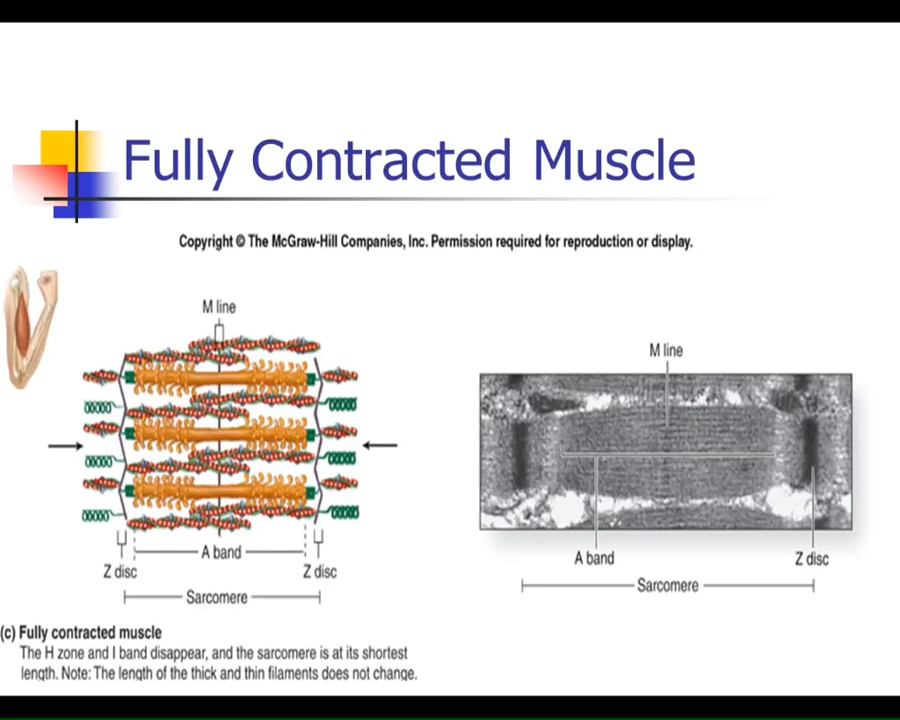 Fully Contracted Muscle
Copyright © The McGraw-Hill Companies, Inc. Permission required for reproduction or display.
M line
A band
Z disc
Z disc
Sarcomere
M line
A band
Z disc
Sarcomere
(c) Fully contracted muscle
The H zone and I band disappear, and the sarcomere is at its shortest
length. Note: The length of the thick and thin filaments does not change.